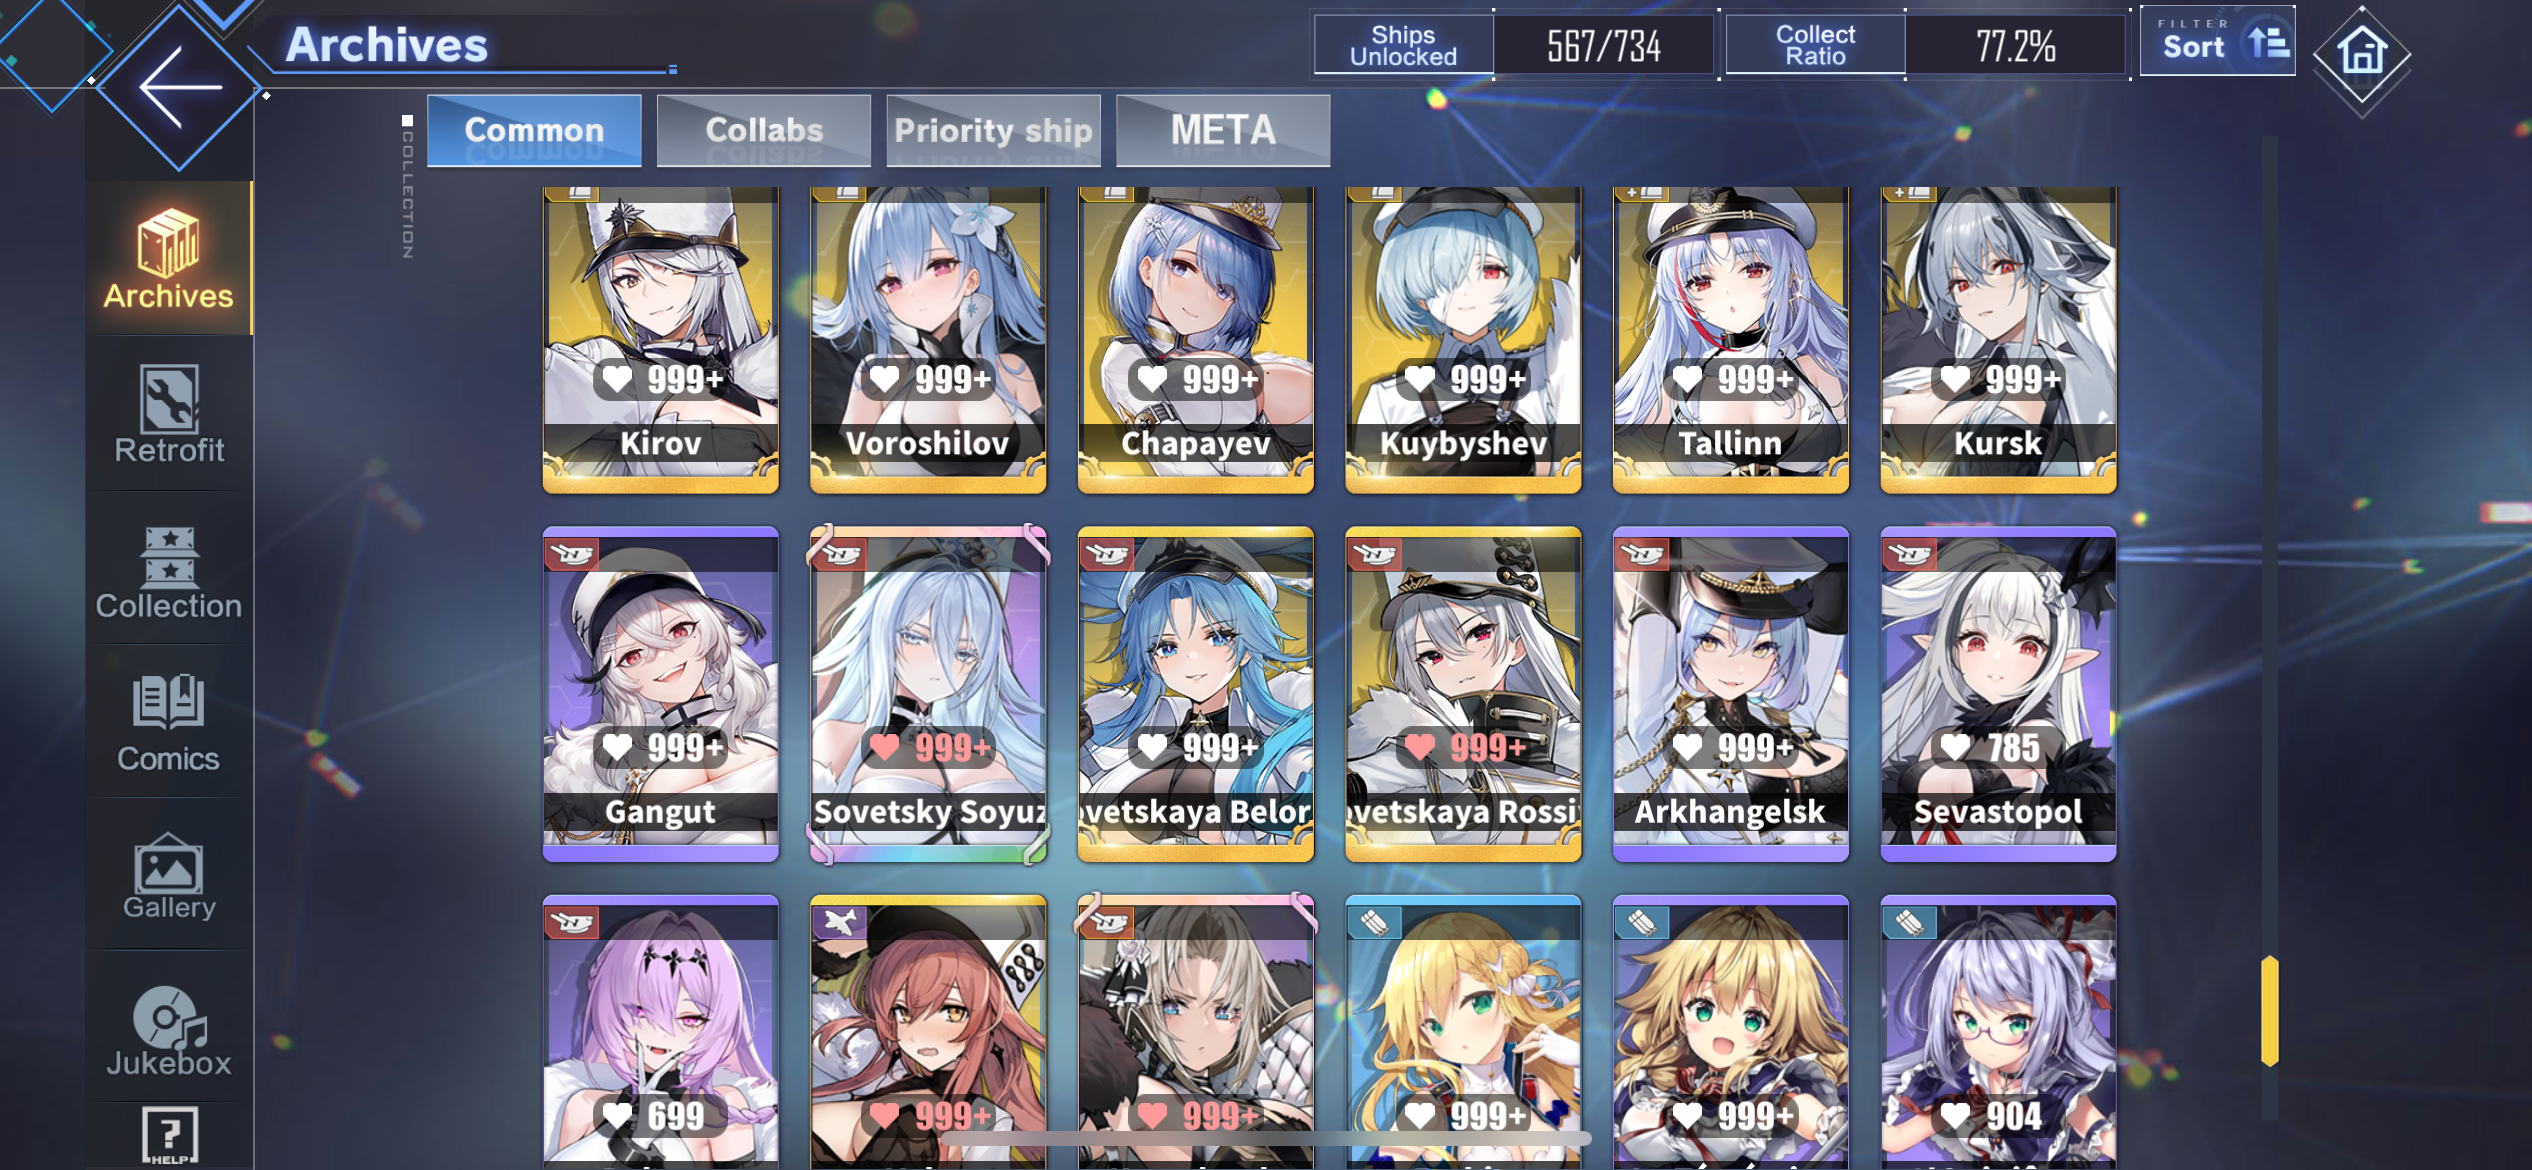 Archives
Ships Unlocked
567/734
Collect Ratio
77.2%
FILTER
Sort
COLLECTION
Common
Collabs
Priority ship
META
Archives
Retrofit
Collection
Comics
Gallery
Jukebox
HELP
999+
999+
999+
999+
999+
999+
Kirov
Voroshilov
Chapayev
Kuybyshev
Tallinn
Kursk
999+
999+
999+
999+
999+
785
Gangut
Sovetsky Soyuz
vetskaya Belor
vetskaya Rossi
Arkhangelsk
Sevastopol
699
999+
999+
999+
999+
904